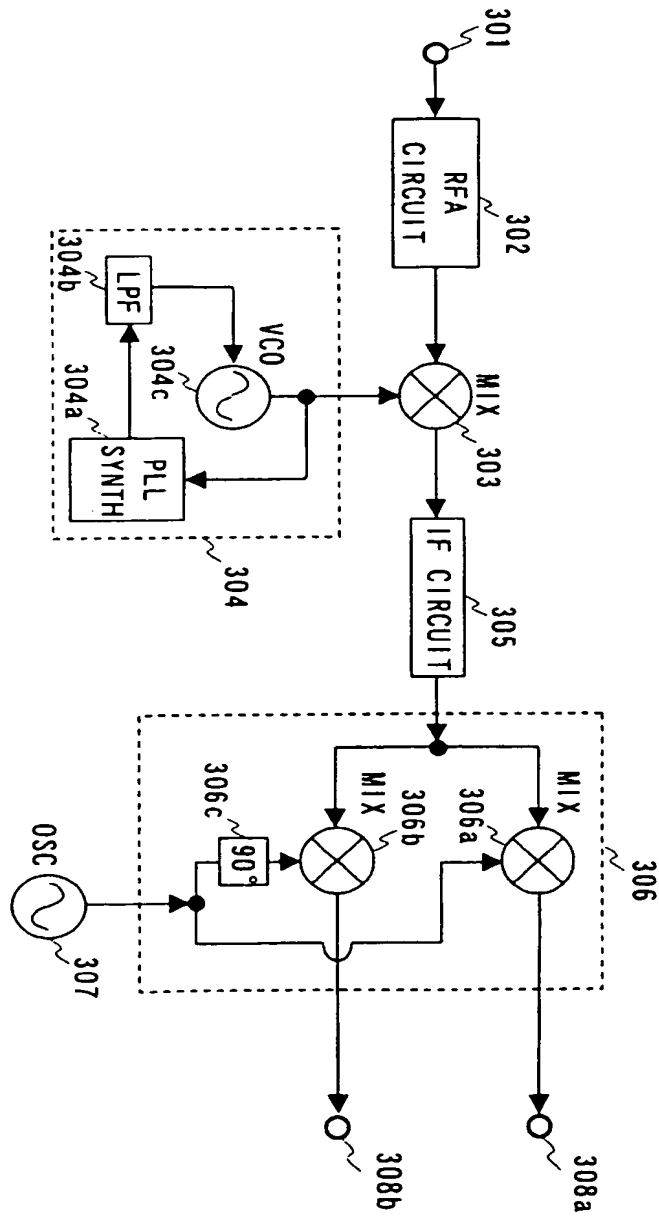 301
RFA
CIRCUIT
302
MIX
303
VCO
304c
LPF
304b
PLL
SYNTH
304a
304
IF CIRCUIT
305
MIX
306a
MIX
306b
306c
90°
306
OSC
307
308a
308b